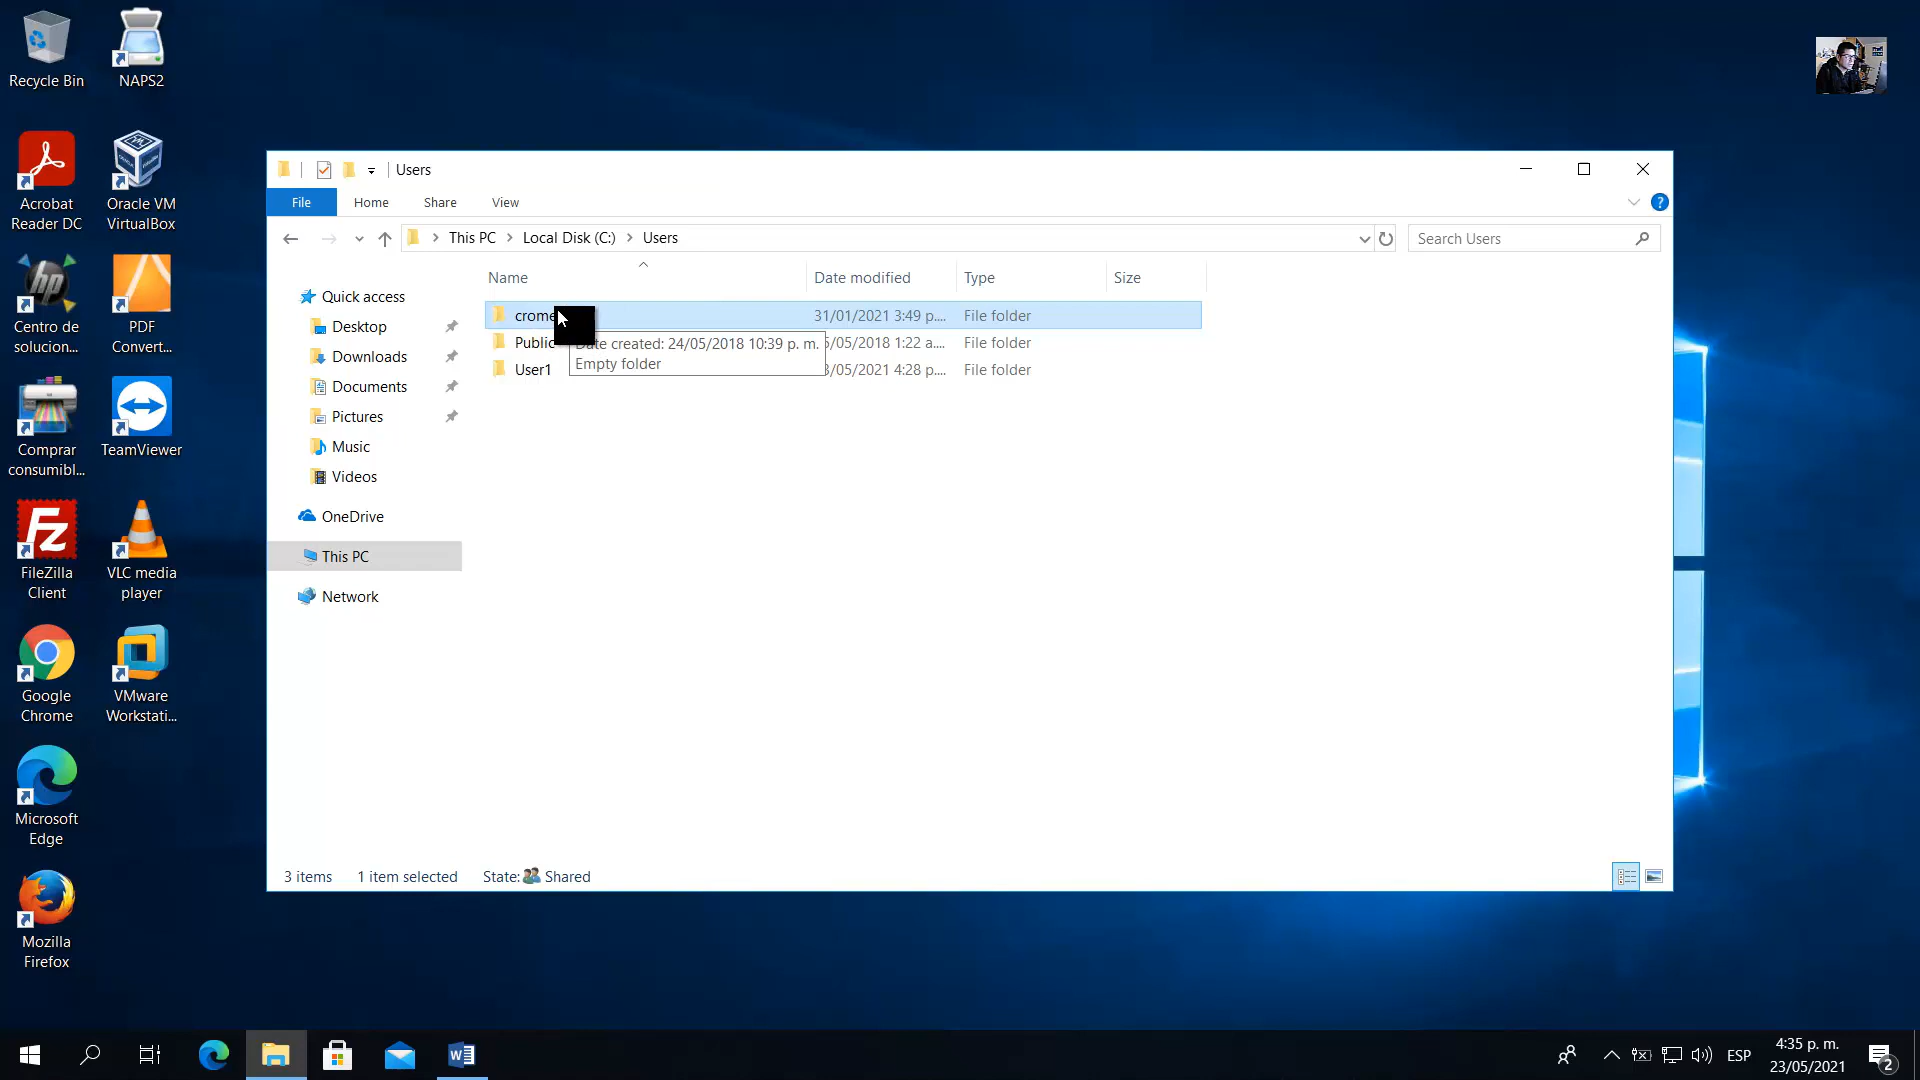 Recycle Bin
NAPS2
Acrobat
Reader DC
Oracle VM
VirtualBox
Centro de
solucion...
PDF
Convert...
Comprar
consumibl...
TeamViewer
FileZilla
Client
VLC media
player
Google
Chrome
VMware
Workstati...
Microsoft
Edge
Mozilla
Firefox
Users
File
Home
Share
View
This PC
Local Disk (C:)
Users
Search Users
Name
Date modified
Type
Size
Quick access
Desktop
Downloads
Documents
Pictures
Music
Videos
OneDrive
This PC
Network
crome 31/01/2021 3:49 p.... File folder
Public 5/05/2018 1:22 a.... File folder
User1 3/05/2021 4:28 p.... File folder
Date created: 24/05/2018 10:39 p. m.
Empty folder
3 items
1 item selected
State: Shared
ESP
4:35 p. m.
23/05/2021
2